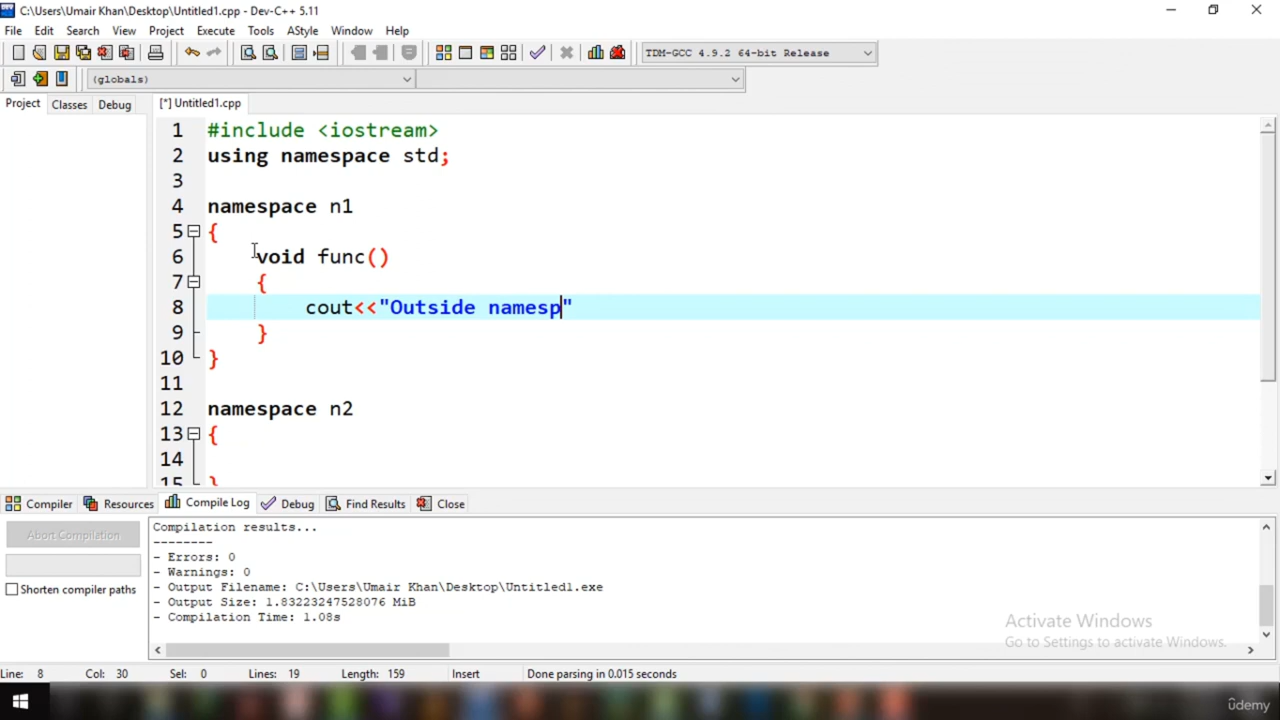 C:\Users\Umair Khan\Desktop\Untitled1.cpp - Dev-C++ 5.11
File Edit Search View Project Execute Tools AStyle Window Help
TDM-GCC 4.9.2 64-bit Release
(globals)
Project Classes Debug [*] Untitled1.cpp
1 #include <iostream>
2 using namespace std;
3
4 namespace n1
5 {
6 void func()
7 {
8 cout<<"Outside namesp"
9 }
10 }
11
12 namespace n2
13 {
14
15 }
Compiler Resources Compile Log Debug Find Results Close
Abort Compilation
Shorten compiler paths
Compilation results...
--------
- Errors: 0
- Warnings: 0
- Output Filename: C:\Users\Umair Khan\Desktop\Untitled1.exe
- Output Size: 1.83223247528076 MiB
- Compilation Time: 1.08s
Activate Windows
Go to Settings to activate Windows.
Line: 8 Col: 30 Sel: 0 Lines: 19 Length: 159 Insert Done parsing in 0.015 seconds
ûdemy